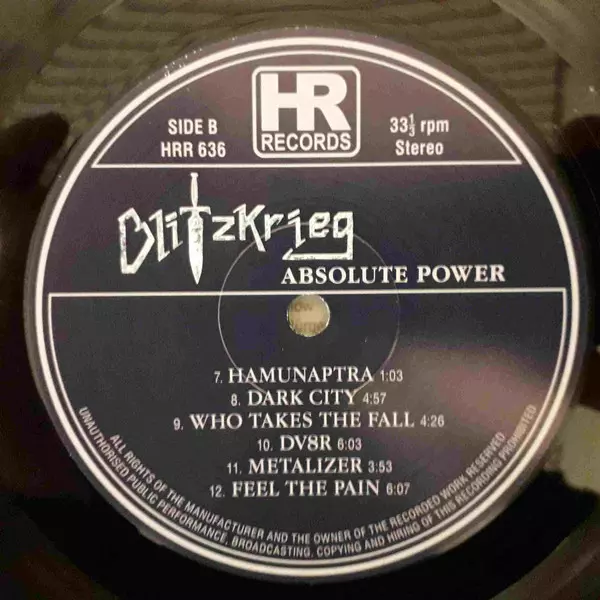 HR
RECORDS
SIDE B
HRR 636
33⅓ rpm
Stereo
Blitzkrieg
ABSOLUTE POWER
7. HAMUNAPTRA 1:03
8. DARK CITY 4:57
9. WHO TAKES THE FALL 4:26
10. DV8R 6:03
11. METALIZER 3:53
12. FEEL THE PAIN 6:07
ALL RIGHTS OF THE MANUFACTURER AND THE OWNER OF THE RECORDED WORK RESERVED
UNAUTHORISED PUBLIC PERFORMANCE, BROADCASTING, COPYING AND HIRING OF THIS RECORDING PROHIBITED